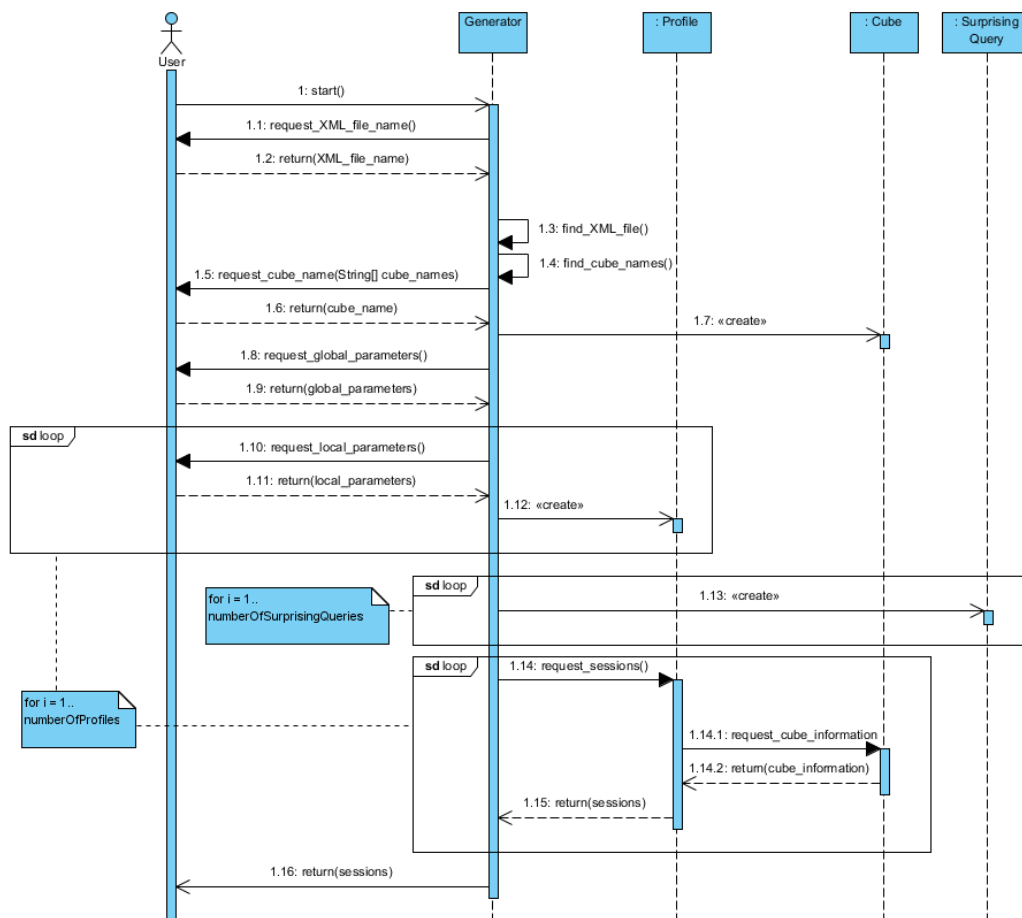 User
Generator
: Profile
: Cube
: Surprising
Query
1: start()
1.1: request_XML_file_name()
1.2: return(XML_file_name)
1.3: find_XML_file()
1.4: find_cube_names()
1.5: request_cube_name(String[] cube_names)
1.6: return(cube_name)
1.7: «create»
1.8: request_global_parameters()
1.9: return(global_parameters)
sd loop
1.10: request_local_parameters()
1.11: return(local_parameters)
1.12: «create»
sd loop
for i = 1..
numberOfSurprisingQueries
1.13: «create»
sd loop
1.14: request_sessions()
for i = 1..
numberOfProfiles
1.14.1: request_cube_information
1.14.2: return(cube_information)
1.15: return(sessions)
1.16: return(sessions)